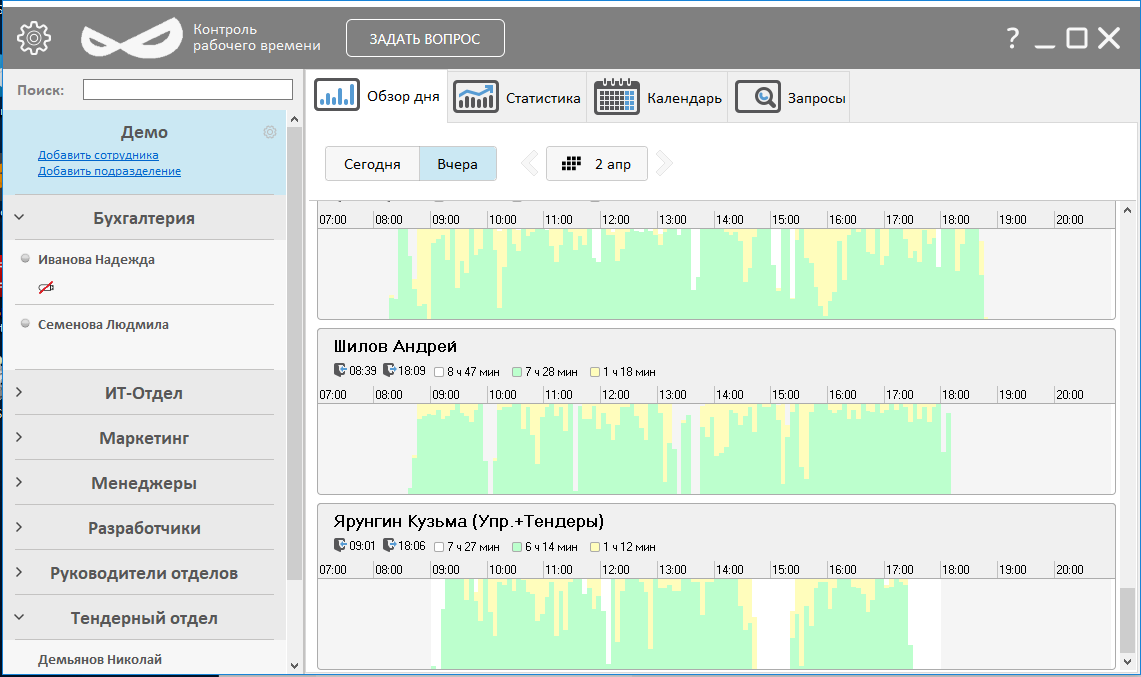 Контроль
рабочего времени
ЗАДАТЬ ВОПРОС
?
Поиск:
Демо
Добавить сотрудника
Добавить подразделение
Бухгалтерия
Иванова Надежда
Семенова Людмила
ИТ-Отдел
Маркетинг
Менеджеры
Разработчики
Руководители отделов
Тендерный отдел
Демьянов Николай
Обзор дня
Статистика
Календарь
Запросы
Сегодня
Вчера
2 апр
07:00 08:00 09:00 10:00 11:00 12:00 13:00 14:00 15:00 16:00 17:00 18:00 19:00 20:00
Шилов Андрей
08:39 18:09 8 ч 47 мин 7 ч 28 мин 1 ч 18 мин
07:00 08:00 09:00 10:00 11:00 12:00 13:00 14:00 15:00 16:00 17:00 18:00 19:00 20:00
Ярунгин Кузьма (Упр.+Тендеры)
09:01 18:06 7 ч 27 мин 6 ч 14 мин 1 ч 12 мин
07:00 08:00 09:00 10:00 11:00 12:00 13:00 14:00 15:00 16:00 17:00 18:00 19:00 20:00